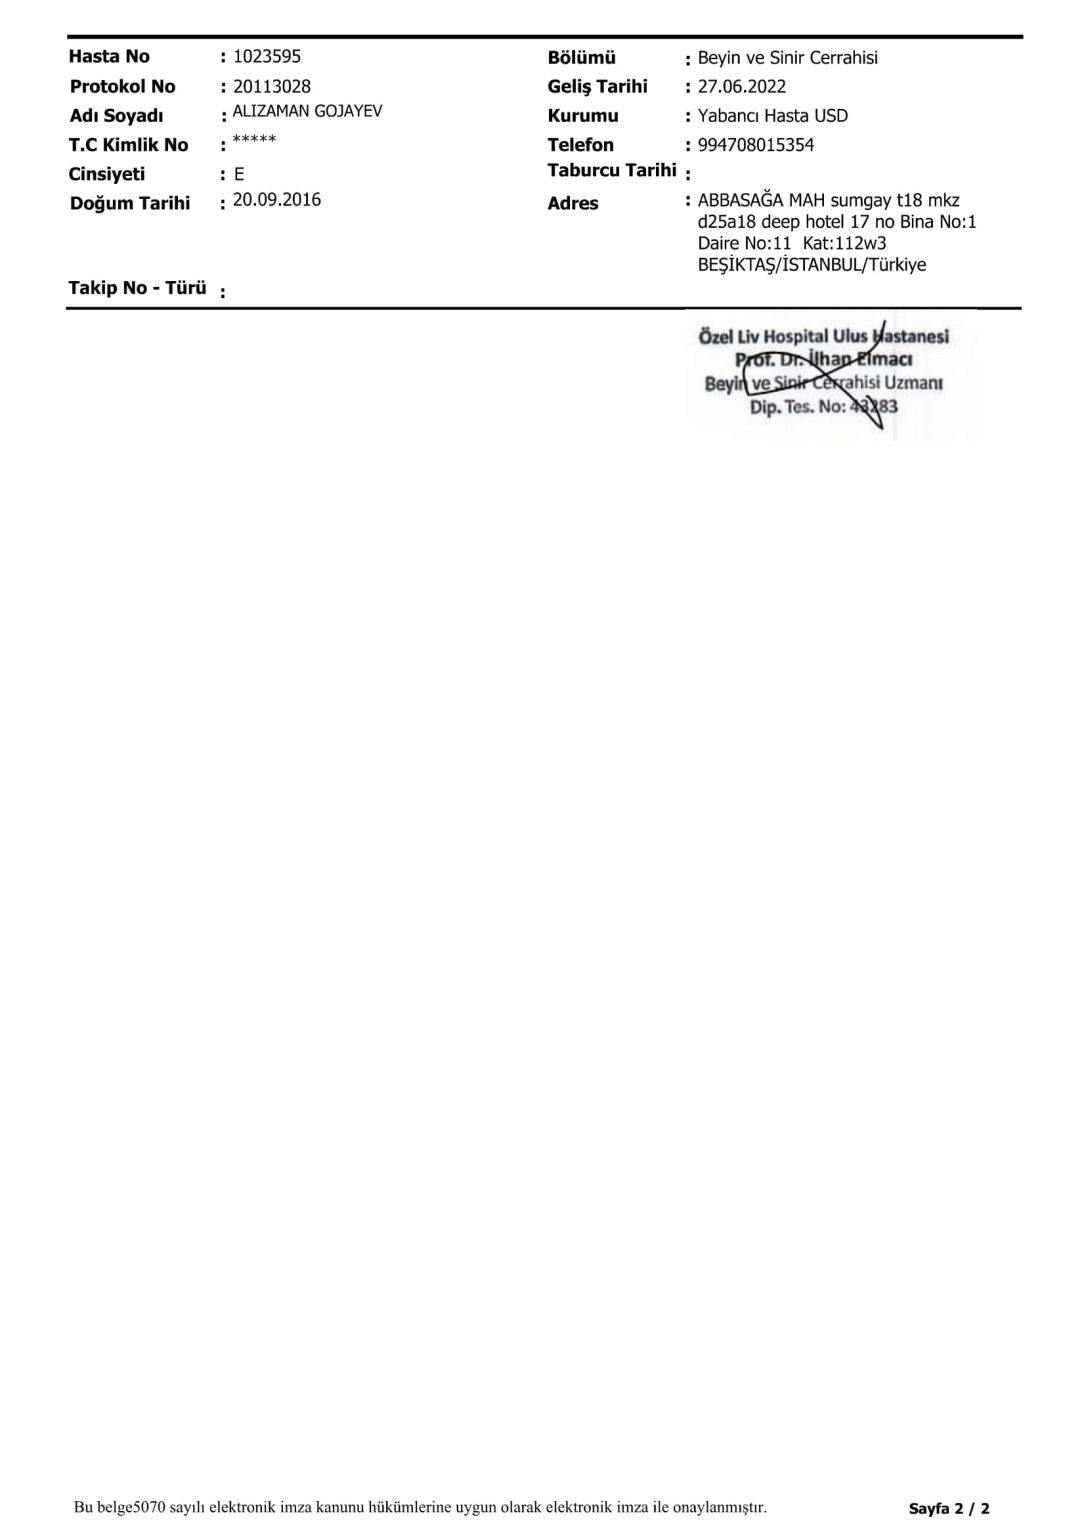 Hasta No : 1023595
Protokol No : 20113028
Adı Soyadı : ALIZAMAN GOJAYEV
T.C Kimlik No : *****
Cinsiyeti : E
Doğum Tarihi : 20.09.2016
Takip No - Türü :
Bölümü : Beyin ve Sinir Cerrahisi
Geliş Tarihi : 27.06.2022
Kurumu : Yabancı Hasta USD
Telefon : 994708015354
Taburcu Tarihi :
Adres : ABBASAĞA MAH sumgay t18 mkz
d25a18 deep hotel 17 no Bina No:1
Daire No:11 Kat:112w3
BEŞİKTAŞ/İSTANBUL/Türkiye
Özel Liv Hospital Ulus Hastanesi
Prof. Dr. İlhan Elmacı
Beyin ve Sinir Cerrahisi Uzmanı
Dip. Tes. No: 43283
Bu belge5070 sayılı elektronik imza kanunu hükümlerine uygun olarak elektronik imza ile onaylanmıştır.
Sayfa 2 / 2